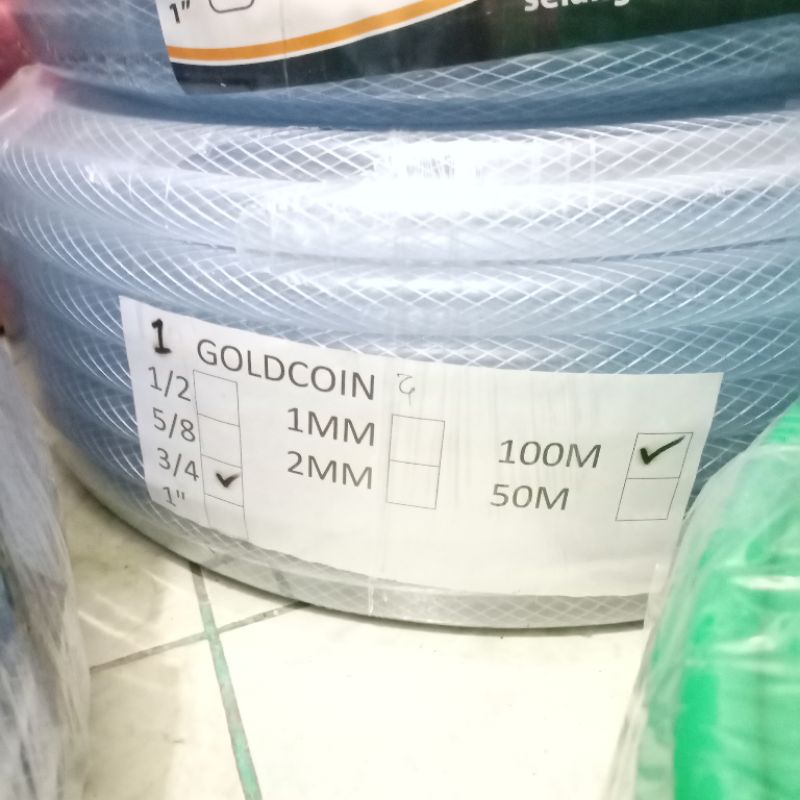 1"
1 GOLDCOIN
1/2
5/8
3/4 ✓
1"
1MM
2MM
100M ✓
50M